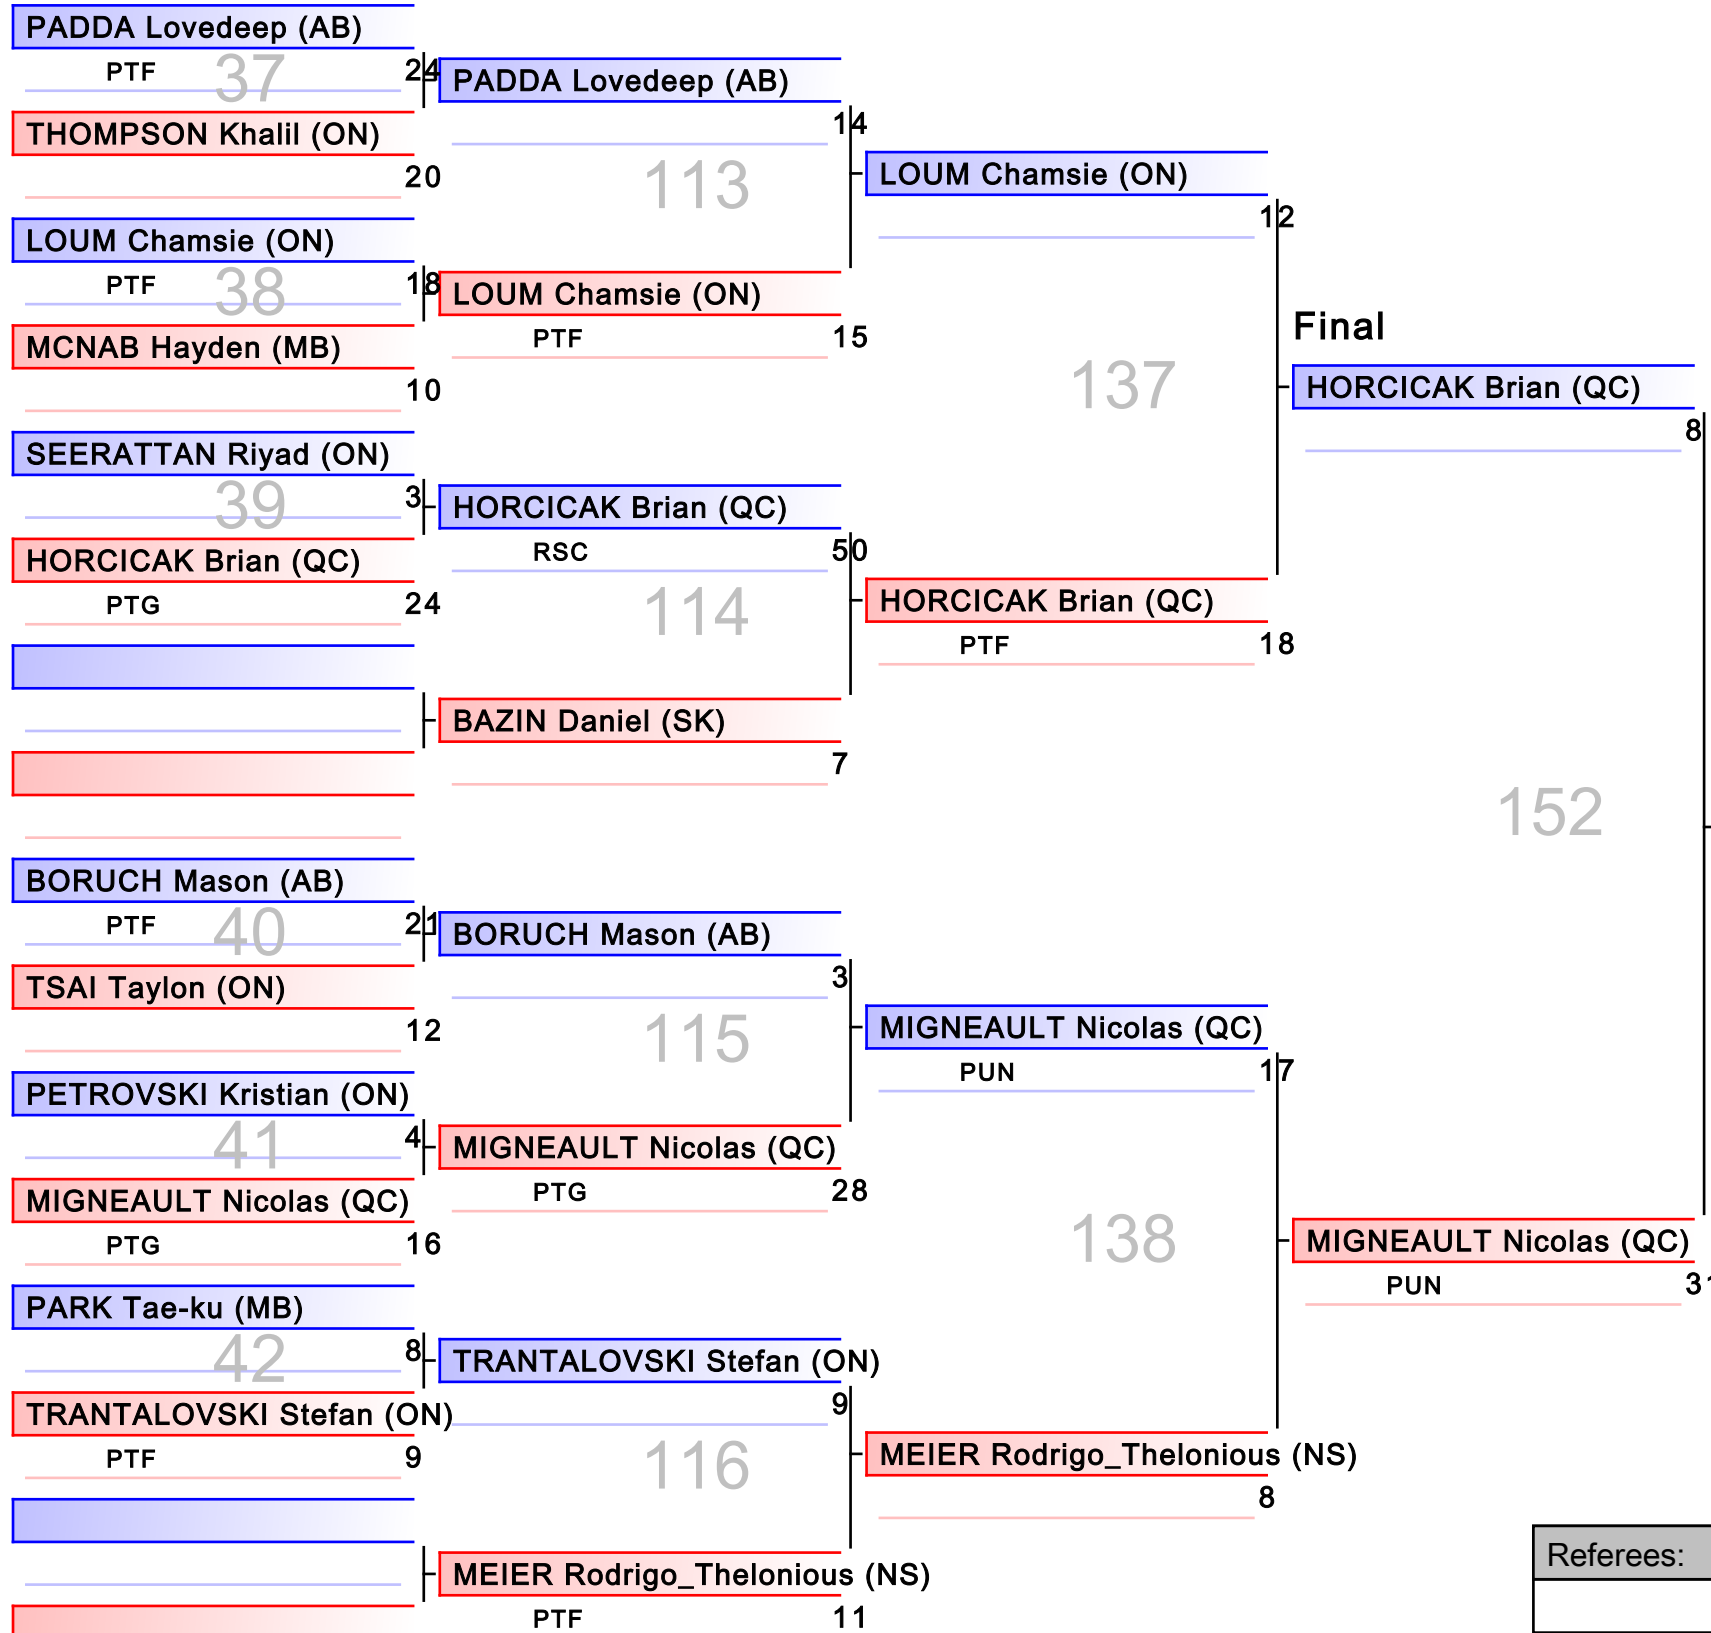 PADDA Lovedeep (AB)
PTF 37 24
THOMPSON Khalil (ON)
20
LOUM Chamsie (ON)
PTF 38 18
MCNAB Hayden (MB)
10
SEERATTAN Riyad (ON)
39 3
HORCICAK Brian (QC)
PTG 24
BORUCH Mason (AB)
PTF 40 21
TSAI Taylon (ON)
12
PETROVSKI Kristian (ON)
41 4
MIGNEAULT Nicolas (QC)
PTG 16
PARK Tae-ku (MB)
42 8
TRANTALOVSKI Stefan (ON)
PTF 9
PADDA Lovedeep (AB)
14
113
LOUM Chamsie (ON)
PTF 15
HORCICAK Brian (QC)
RSC 50
114
BAZIN Daniel (SK)
7
BORUCH Mason (AB)
3
115
MIGNEAULT Nicolas (QC)
PTG 28
TRANTALOVSKI Stefan (ON)
9
116
MEIER Rodrigo_Thelonious (NS)
PTF 11
LOUM Chamsie (ON)
12
137
HORCICAK Brian (QC)
PTF 18
MIGNEAULT Nicolas (QC)
PUN 17
138
MEIER Rodrigo_Thelonious (NS)
8
Final
HORCICAK Brian (QC)
8
152
MIGNEAULT Nicolas (QC)
PUN 31
Referees: